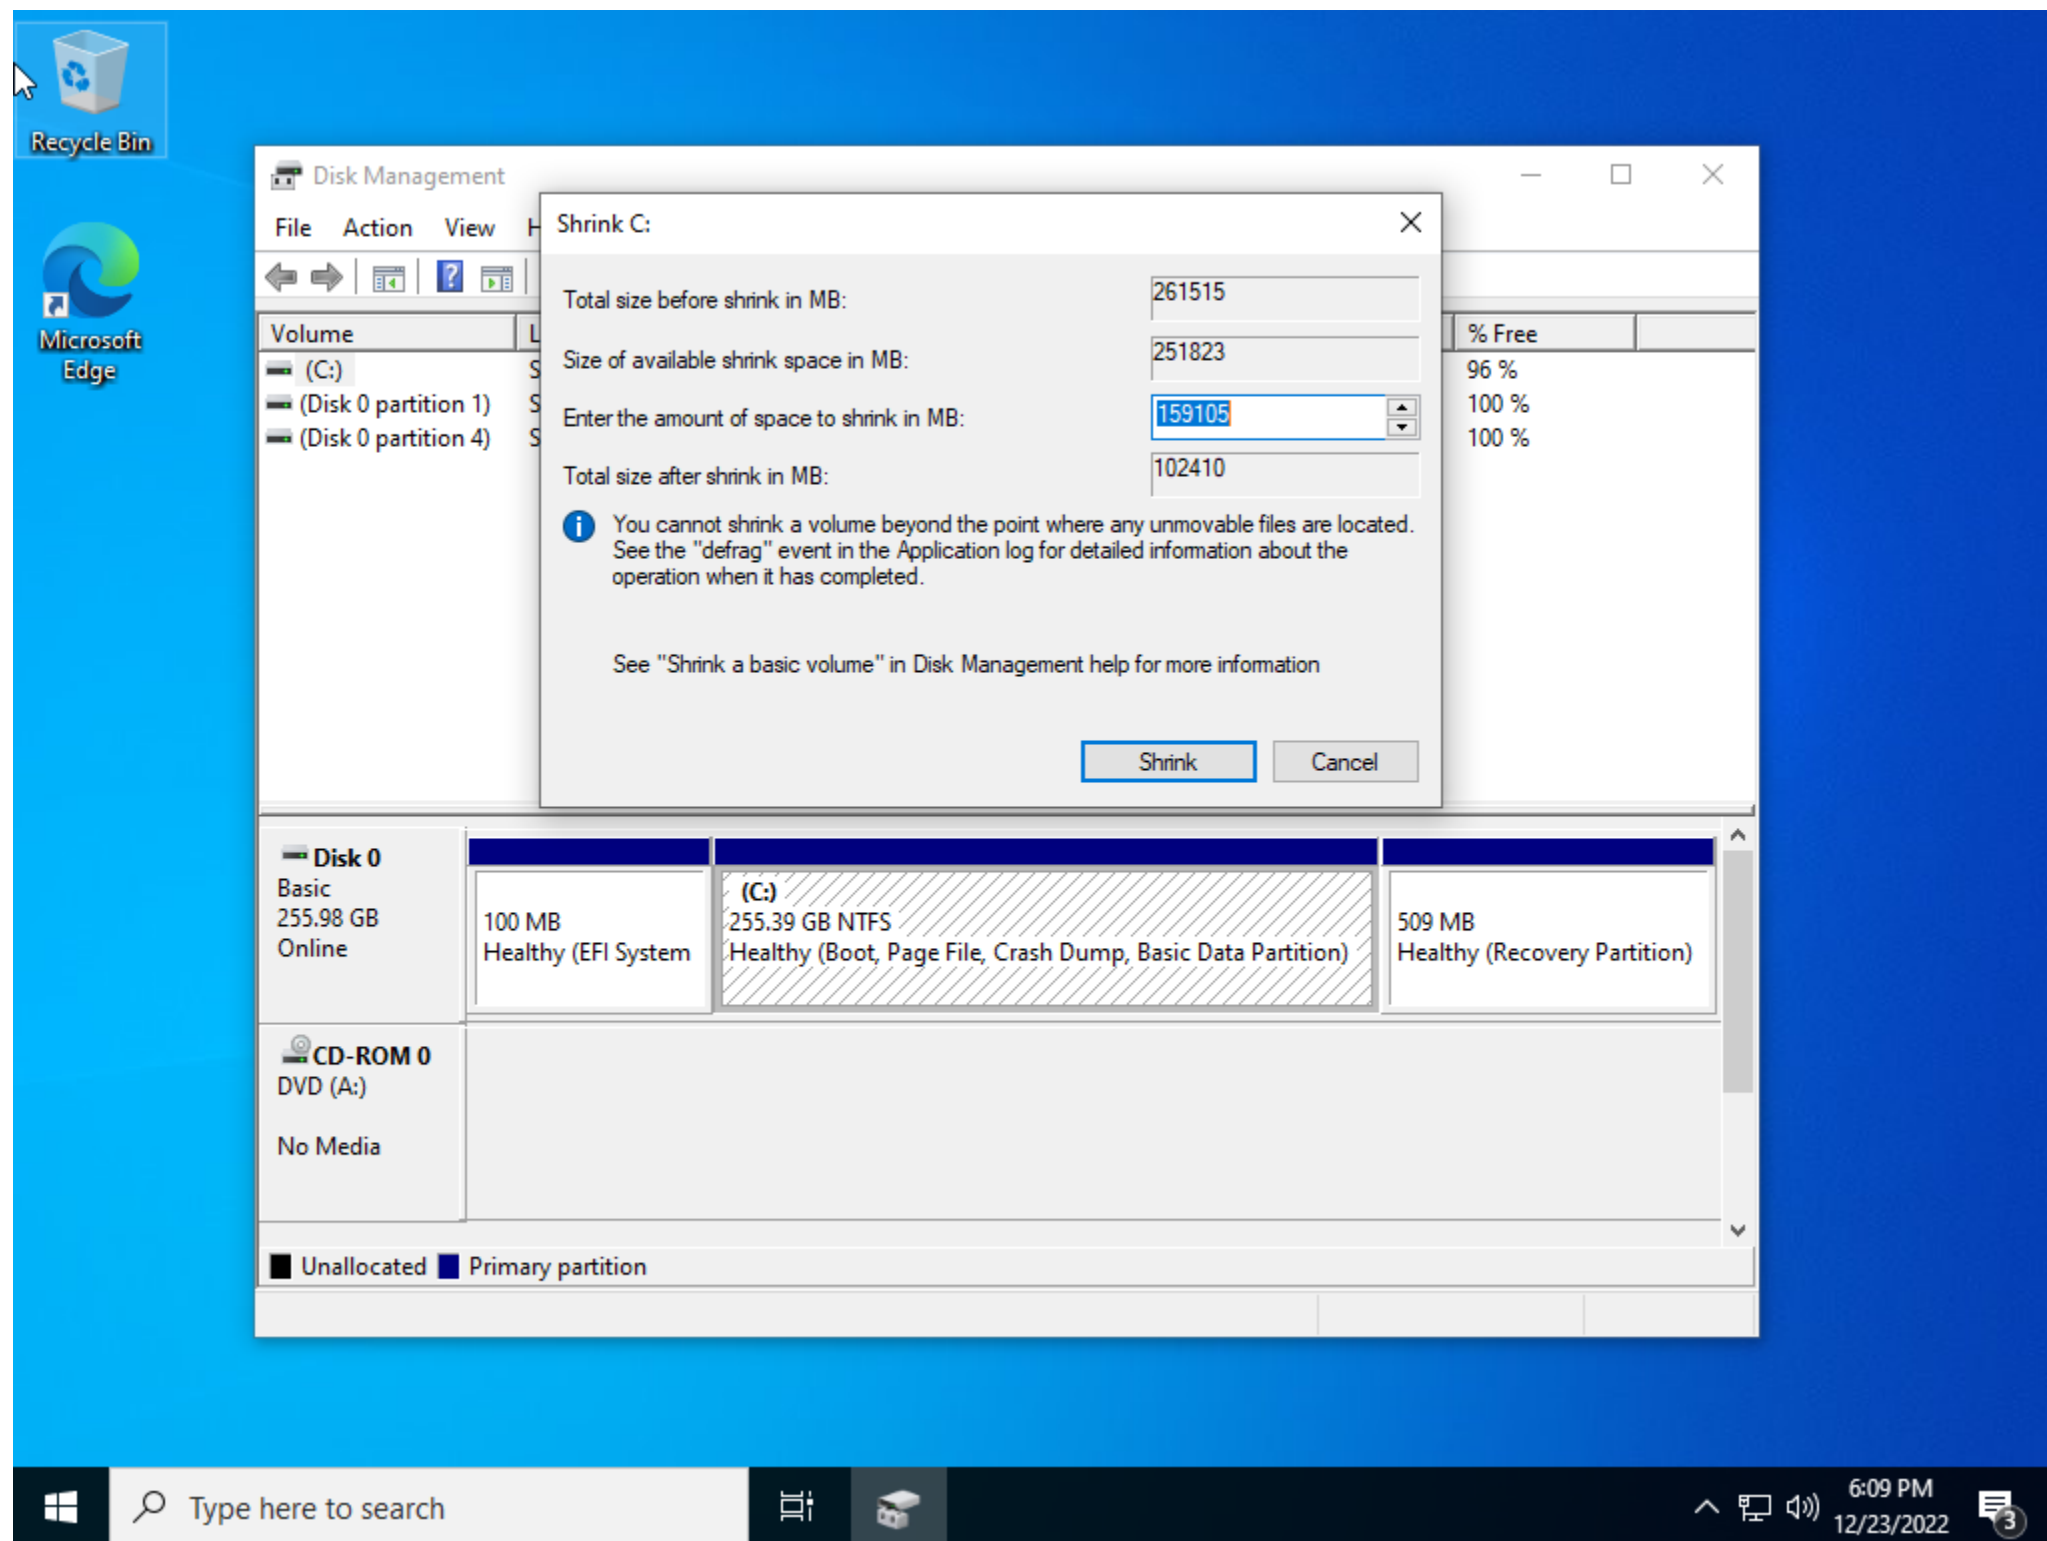 Recycle Bin
Microsoft
Edge
Disk Management
File Action View H
Shrink C:
Total size before shrink in MB: 261515
Size of available shrink space in MB: 251823
Enter the amount of space to shrink in MB: 159105
Total size after shrink in MB: 102410
You cannot shrink a volume beyond the point where any unmovable files are located.
See the "defrag" event in the Application log for detailed information about the
operation when it has completed.
See "Shrink a basic volume" in Disk Management help for more information
Shrink Cancel
Volume L % Free
(C:) S 96 %
(Disk 0 partition 1) S 100 %
(Disk 0 partition 4) S 100 %
Disk 0
Basic
255.98 GB
Online
100 MB
Healthy (EFI System
(C:)
255.39 GB NTFS
Healthy (Boot, Page File, Crash Dump, Basic Data Partition)
509 MB
Healthy (Recovery Partition)
CD-ROM 0
DVD (A:)
No Media
Unallocated Primary partition
Type here to search
6:09 PM
12/23/2022
3